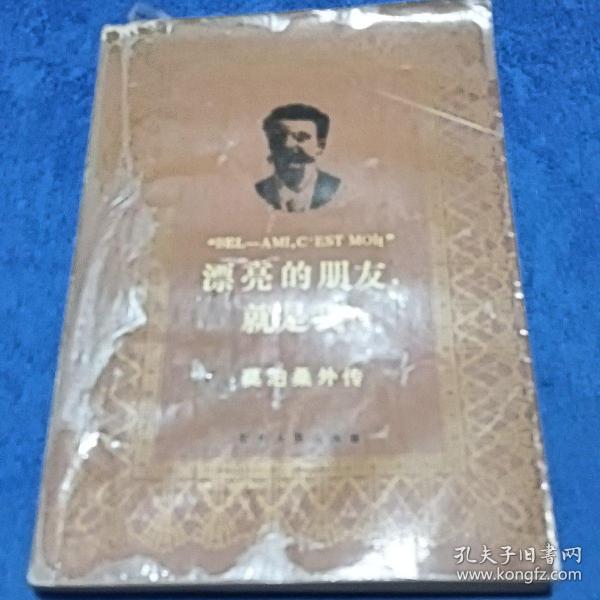 "BEL—AMI, C'EST MOI!"
漂亮的朋友,
就是我
莫泊桑外传
孔夫子旧书网
www.kongfz.com